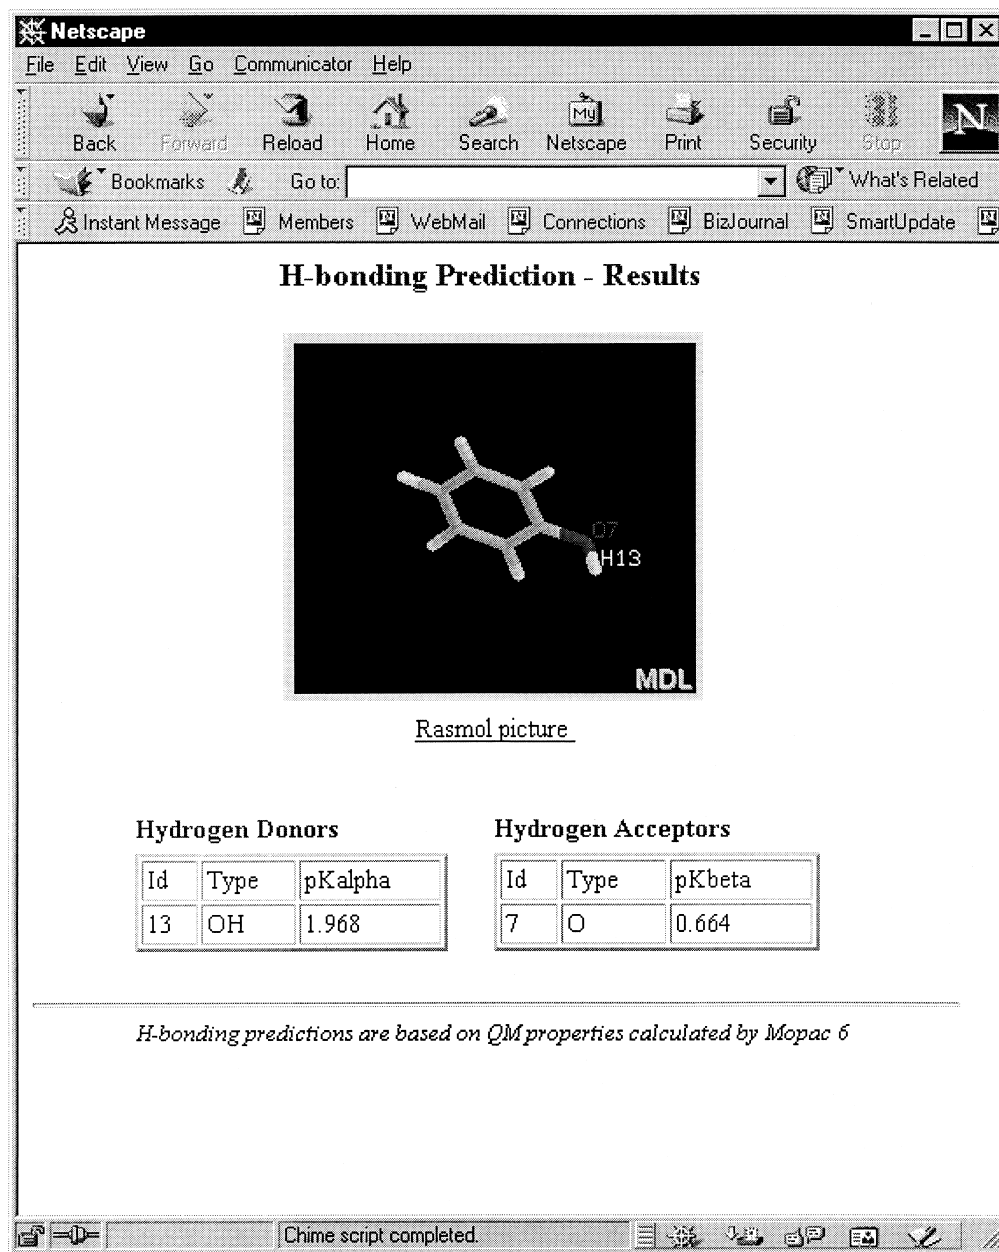 Netscape
File Edit View Go Communicator Help
Back Forward Reload Home Search Netscape Print Security Stop
My
N
Bookmarks Go to: What's Related
Instant Message Members WebMail Connections BizJournal SmartUpdate
H-bonding Prediction - Results
O7
H13
MDL
Rasmol picture
Hydrogen Donors
Id Type pKalpha
13 OH 1.968
Hydrogen Acceptors
Id Type pKbeta
7 O 0.664
H-bonding predictions are based on QM properties calculated by Mopac 6
Chime script completed.